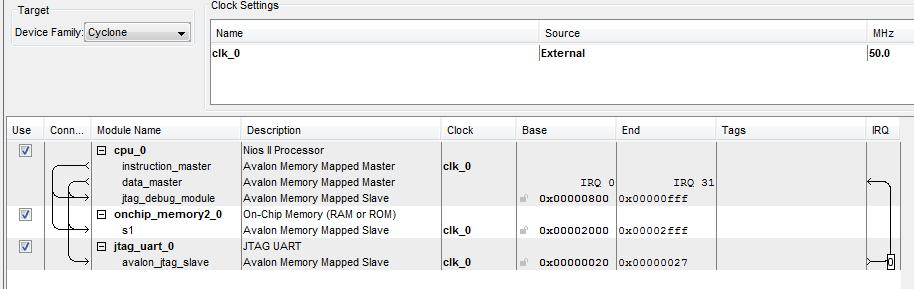 Target
Clock Settings
Device Family: Cyclone
Name Source MHz
clk_0 External 50.0
Use Conn... Module Name Description Clock Base End Tags IRQ
cpu_0 Nios II Processor
instruction_master Avalon Memory Mapped Master clk_0
data_master Avalon Memory Mapped Master IRQ 0 IRQ 31
jtag_debug_module Avalon Memory Mapped Slave 0x00000800 0x00000fff
onchip_memory2_0 On-Chip Memory (RAM or ROM)
s1 Avalon Memory Mapped Slave clk_0 0x00002000 0x00002fff
jtag_uart_0 JTAG UART
avalon_jtag_slave Avalon Memory Mapped Slave clk_0 0x00000020 0x00000027 0